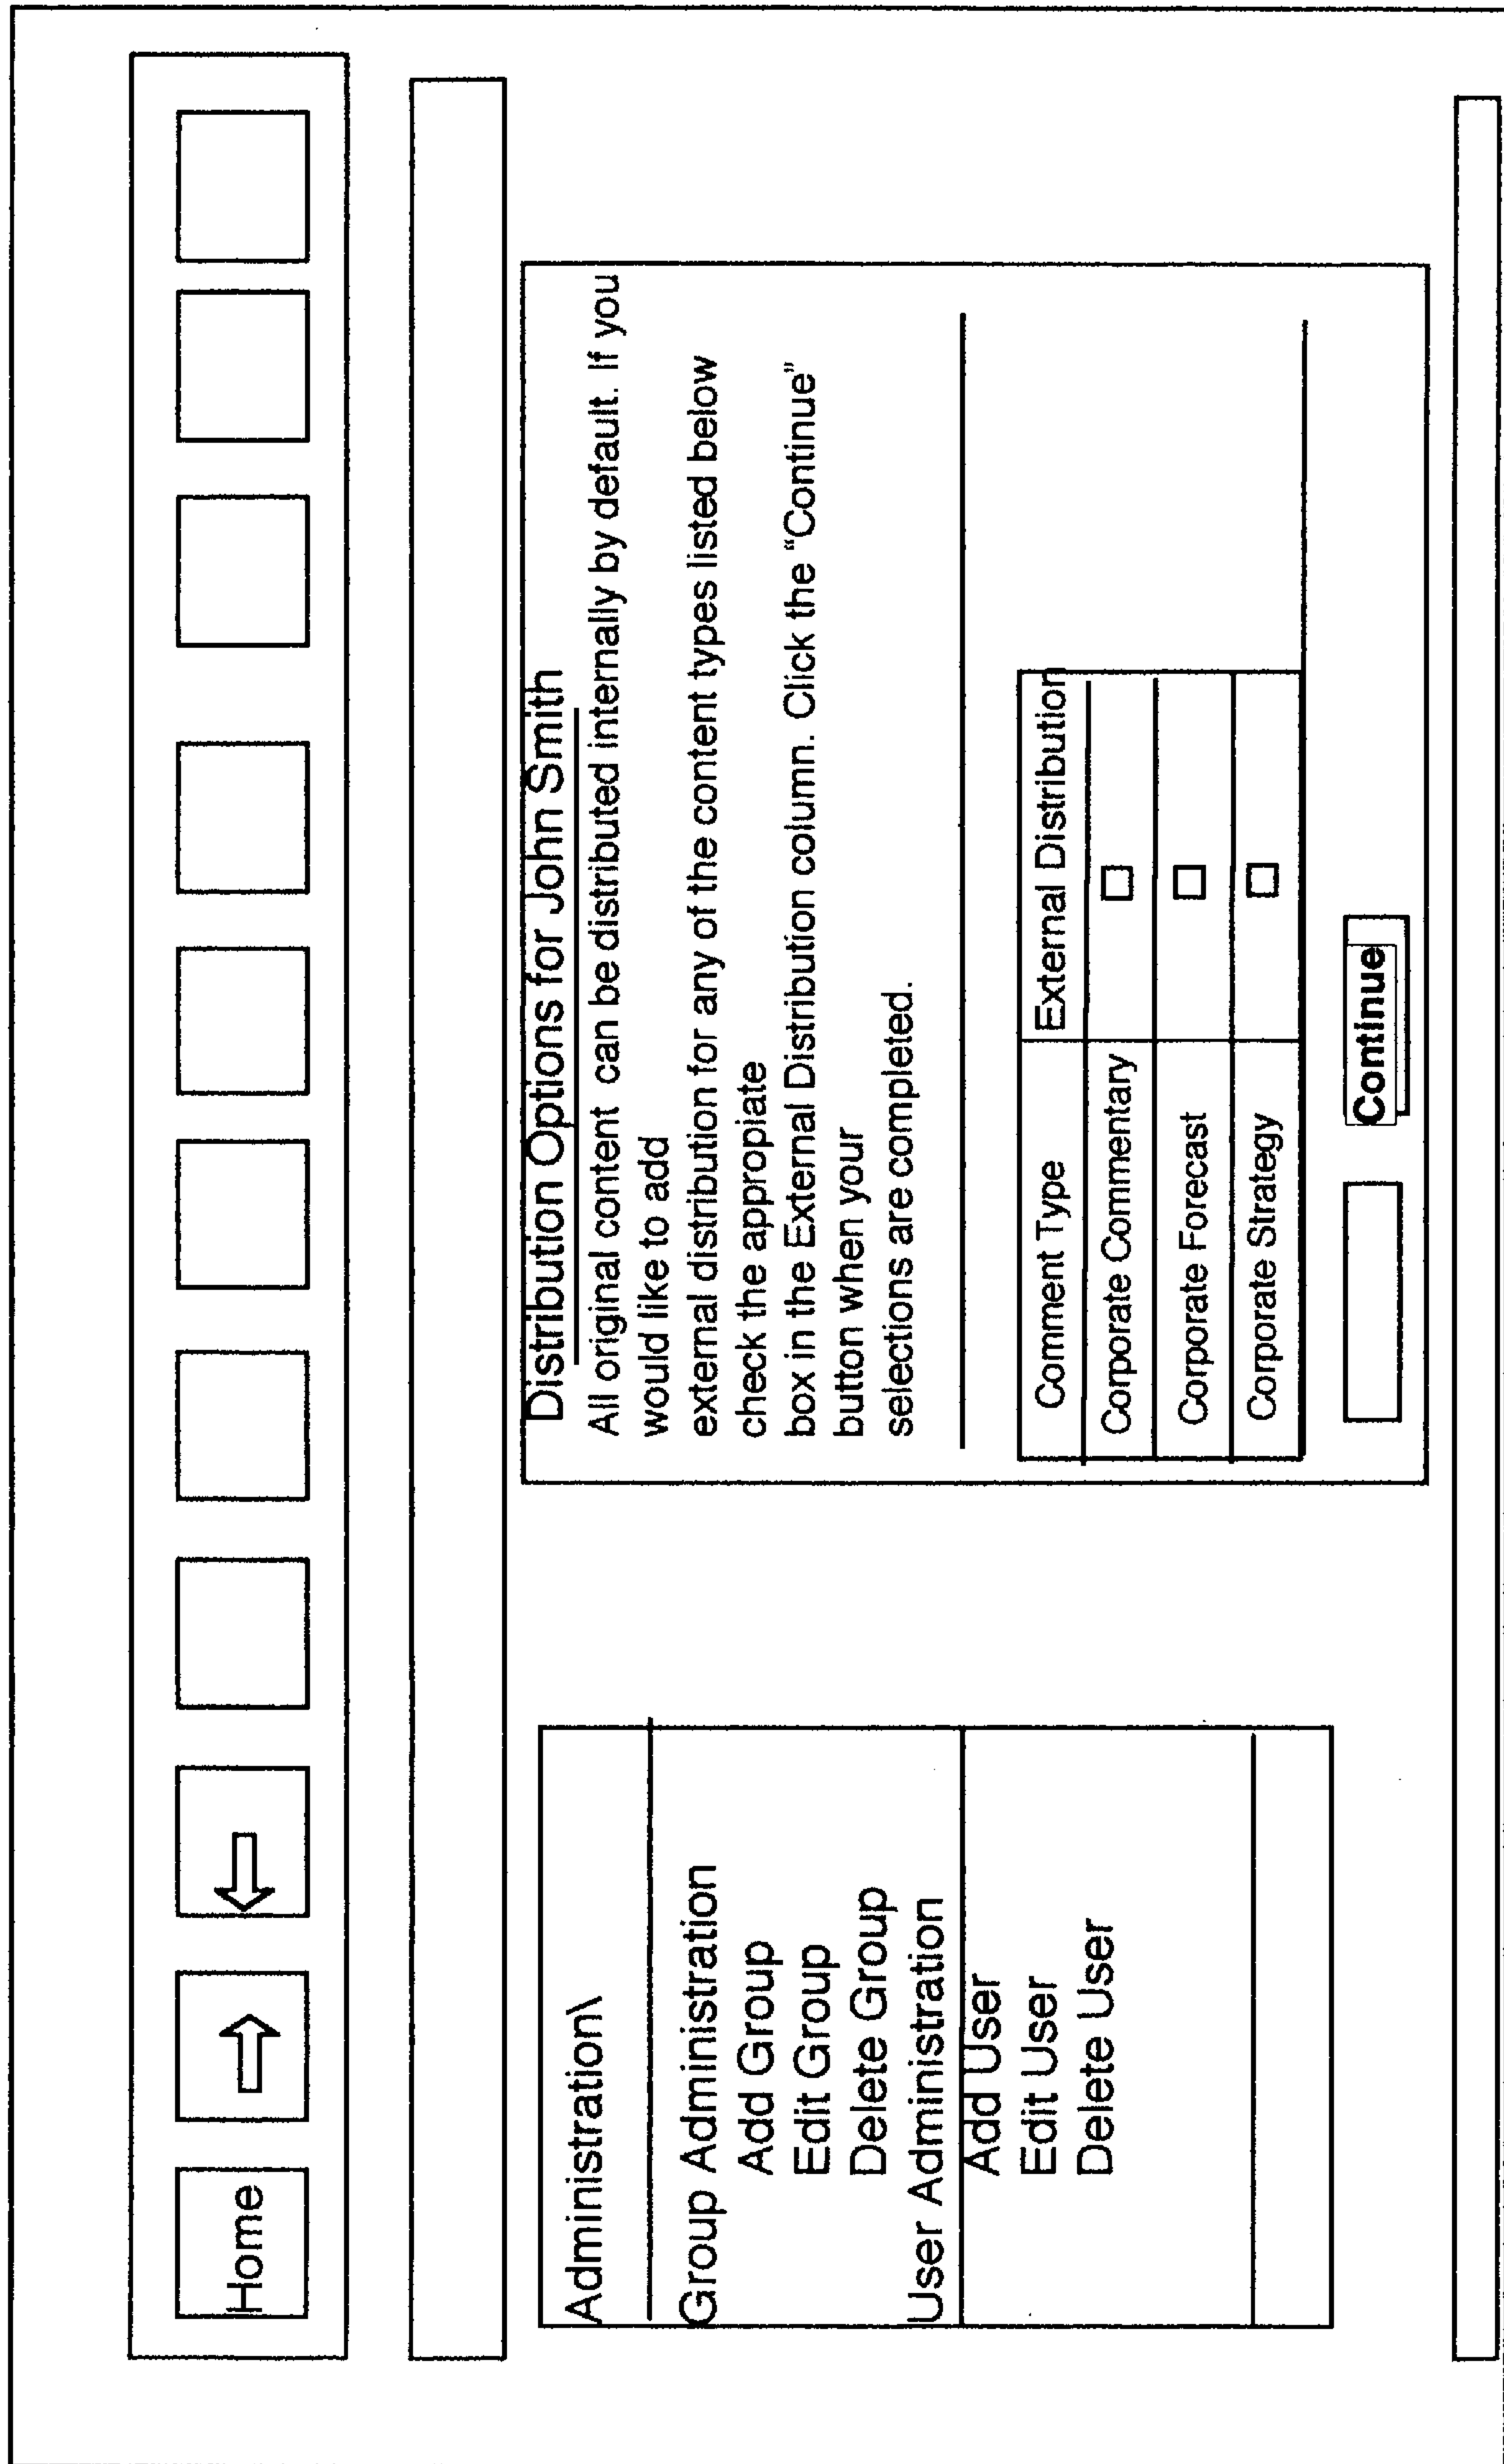 Home
Administration\
Group Administration
Add Group
Edit Group
Delete Group
User Administration
Add User
Edit User
Delete User
Distribution Options for John Smith
All original content can be distributed internally by default. If you
would like to add
external distribution for any of the content types listed below
check the appropiate
box in the External Distribution column. Click the “Continue”
button when your
selections are completed.
Comment Type External Distribution
Corporate Commentary
Corporate Forecast
Corporate Strategy
Continue